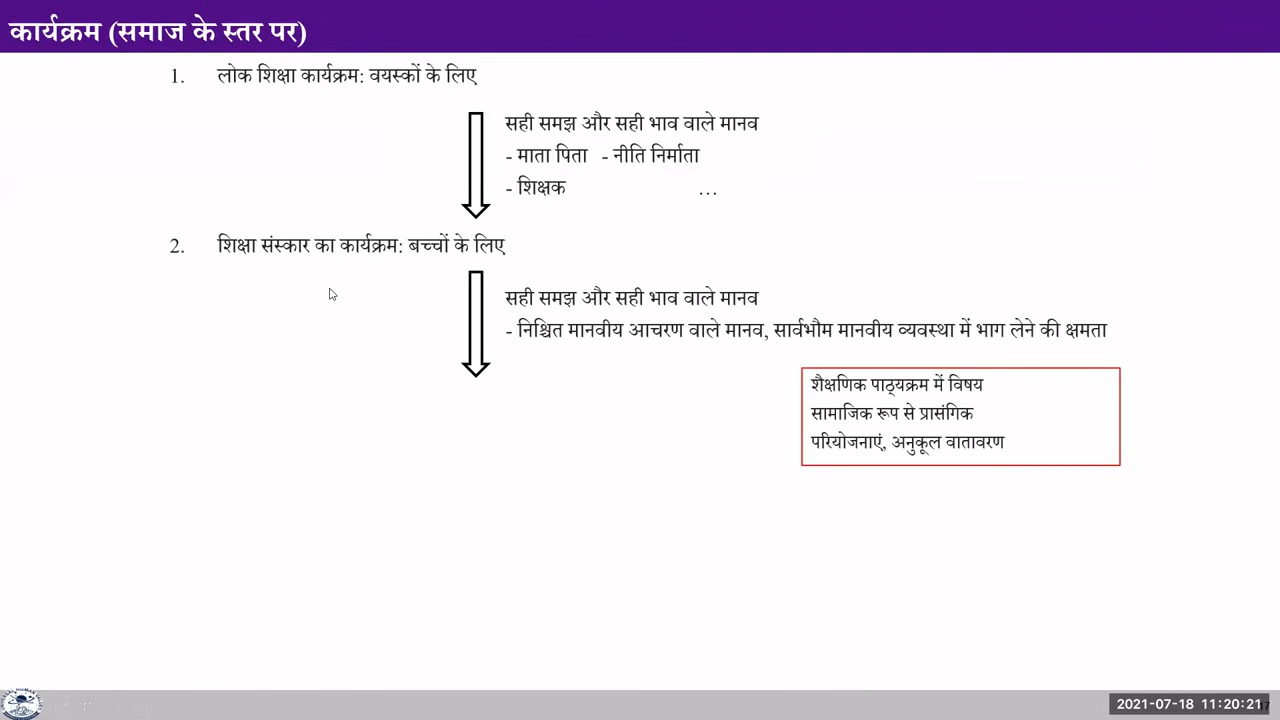 कार्यक्रम (समाज के स्तर पर)
1. लोक शिक्षा कार्यक्रम: वयस्कों के लिए
सही समझ और सही भाव वाले मानव
- माता पिता - नीति निर्माता
- शिक्षक ...
2. शिक्षा संस्कार का कार्यक्रम: बच्चों के लिए
सही समझ और सही भाव वाले मानव
- निश्चित मानवीय आचरण वाले मानव, सार्वभौम मानवीय व्यवस्था में भाग लेने की क्षमता
शैक्षणिक पाठ्यक्रम में विषय
सामाजिक रूप से प्रासंगिक
परियोजनाएं, अनुकूल वातावरण
2021-07-18 11:20:21